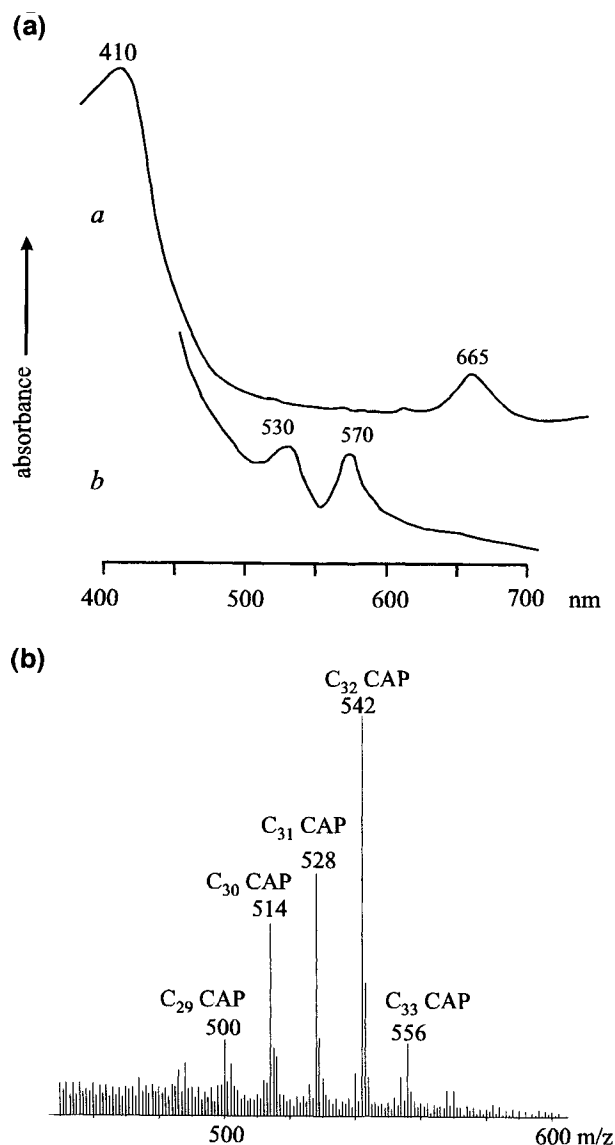 (a)
410
a
absorbance
665
530
570
b
400 500 600 700 nm
(b)
C32 CAP
542
C31 CAP
528
C30 CAP
514
C29 CAP
500
C33 CAP
556
500 600 m/z